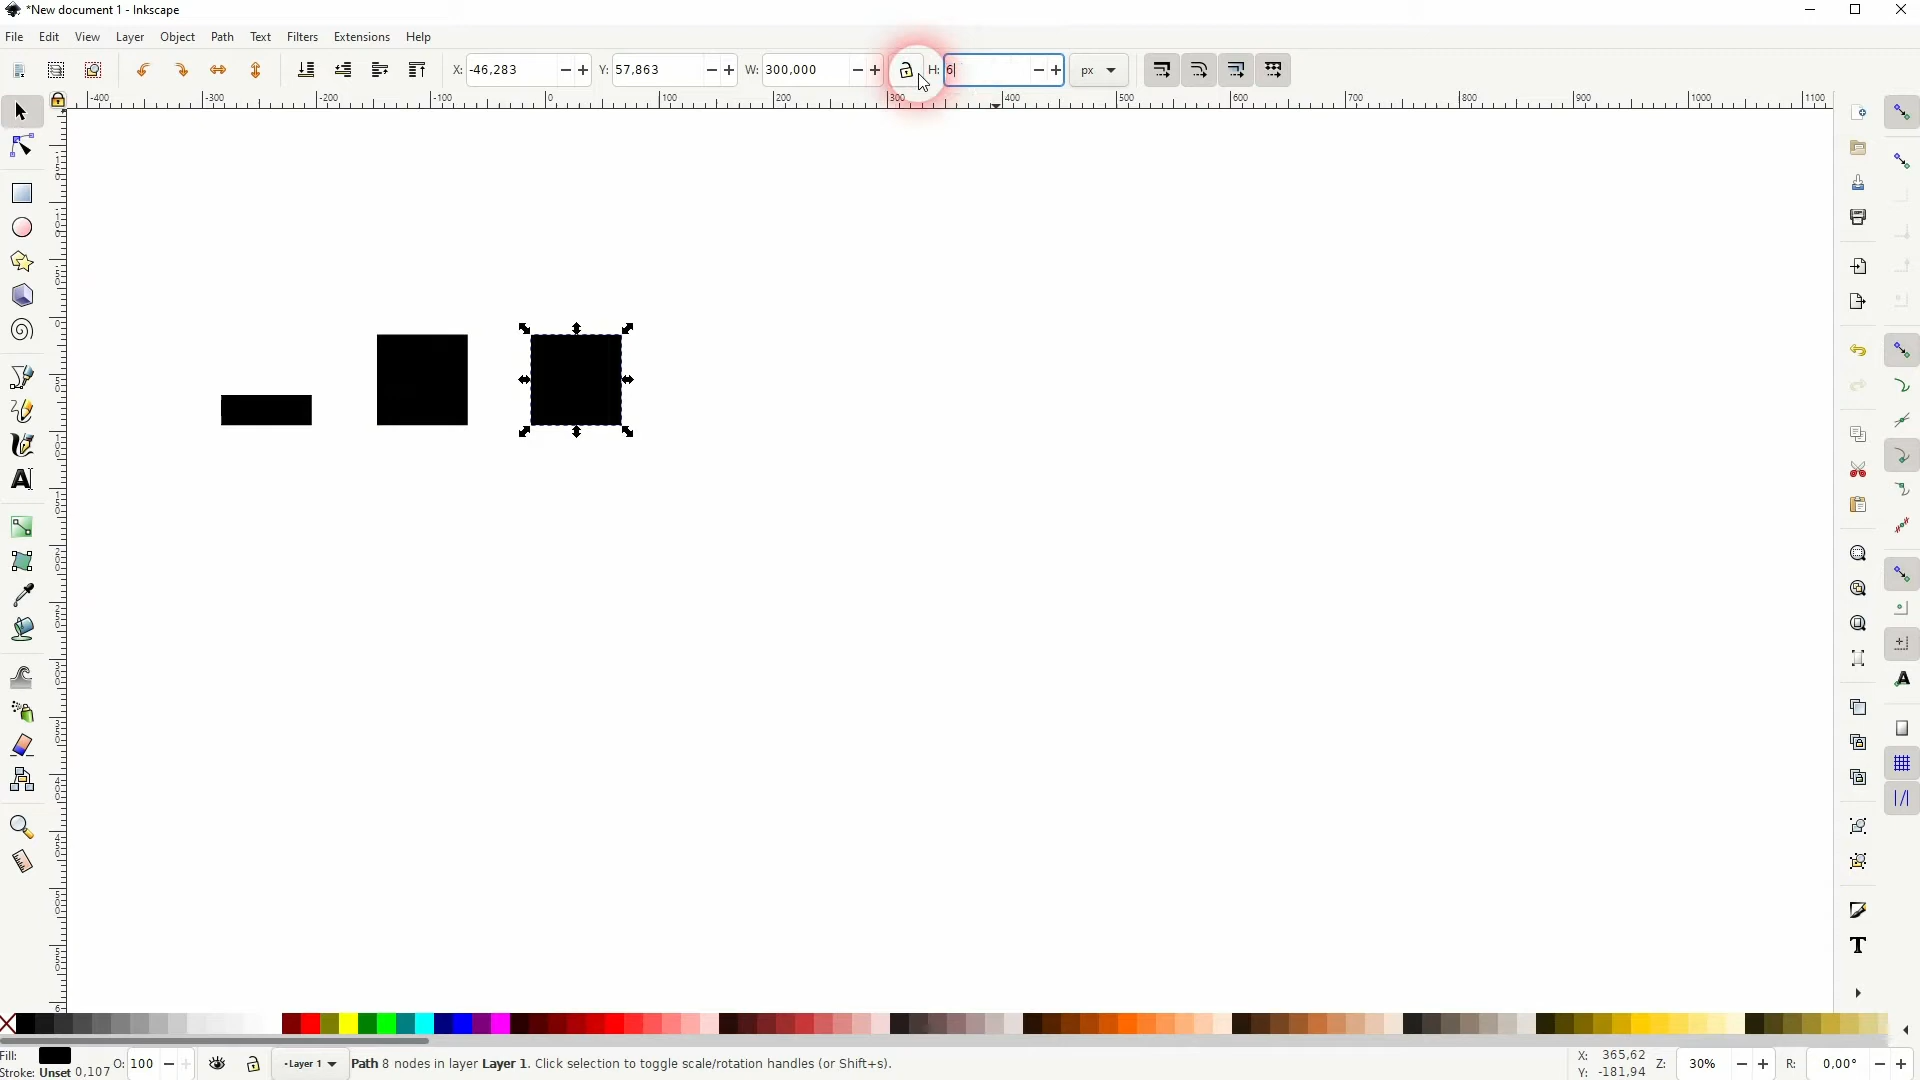 *New document 1 - Inkscape
File Edit View Layer Object Path Text Filters Extensions Help
X: -46,283 Y: 57,863 W: 300,000 H: 6 px
-400 -300 -200 -100 0 100 200 300 400 500 600 700 800 900 1000 1100
Fill: O: 100 -Layer 1 Path 8 nodes in layer Layer 1. Click selection to toggle scale/rotation handles (or Shift+s). X: 365,62 Z: 30% R: 0,00°
Stroke: Unset 0,107 Y: -181,94